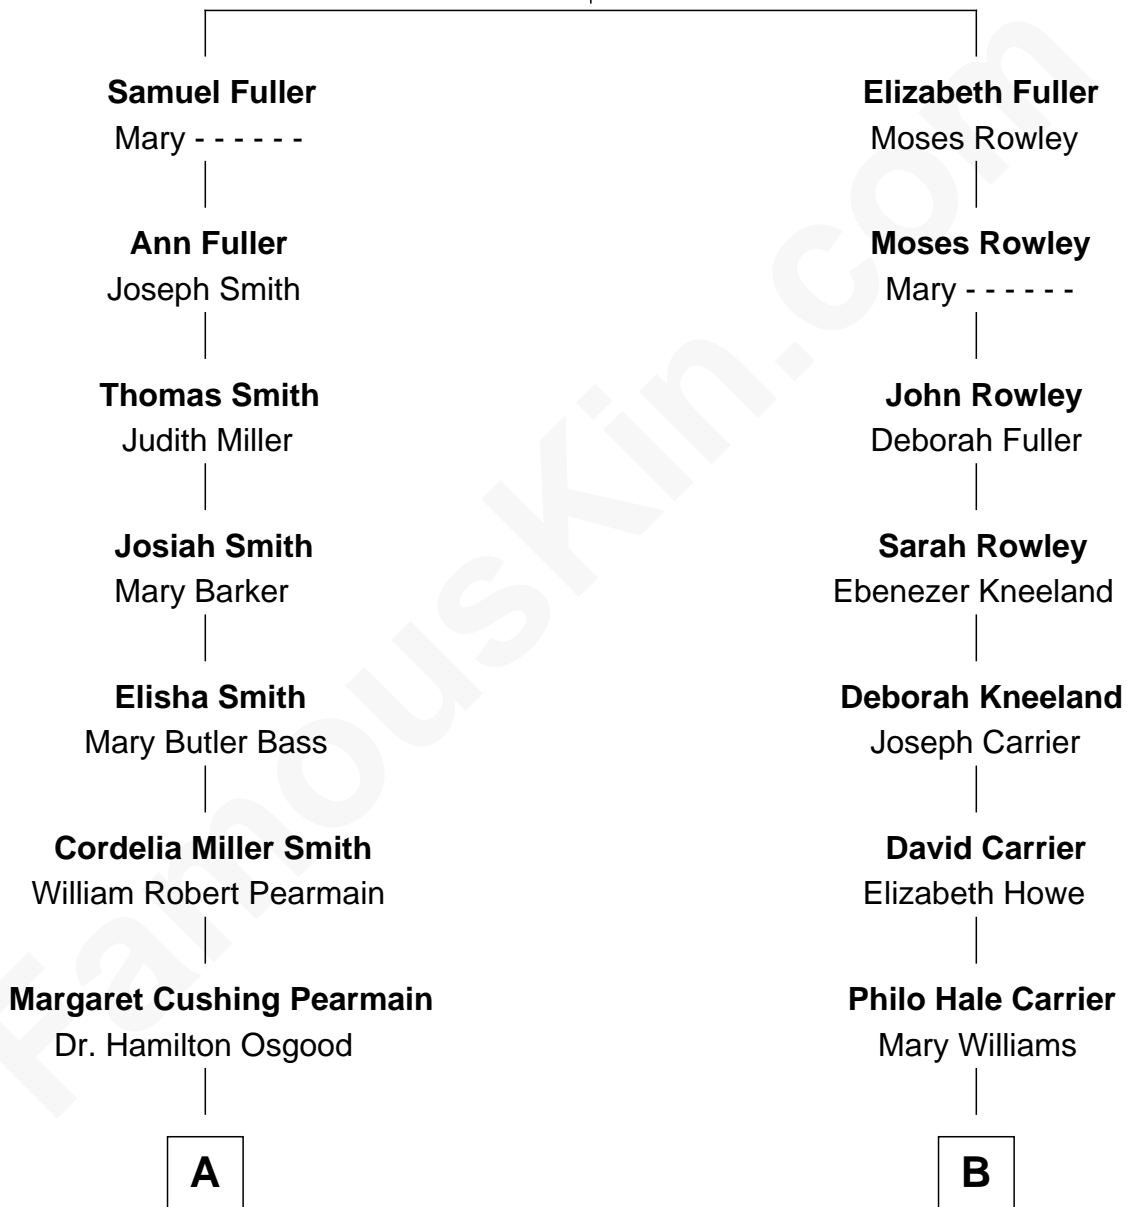 Samuel Fuller
Mary - - - - - -
Ann Fuller
Joseph Smith
Thomas Smith
Judith Miller
Josiah Smith
Mary Barker
Elisha Smith
Mary Butler Bass
Cordelia Miller Smith
William Robert Pearmain
Margaret Cushing Pearmain
Dr. Hamilton Osgood
A
Elizabeth Fuller
Moses Rowley
Moses Rowley
Mary - - - - - -
John Rowley
Deborah Fuller
Sarah Rowley
Ebenezer Kneeland
Deborah Kneeland
Joseph Carrier
David Carrier
Elizabeth Howe
Philo Hale Carrier
Mary Williams
B
FamousKin.com